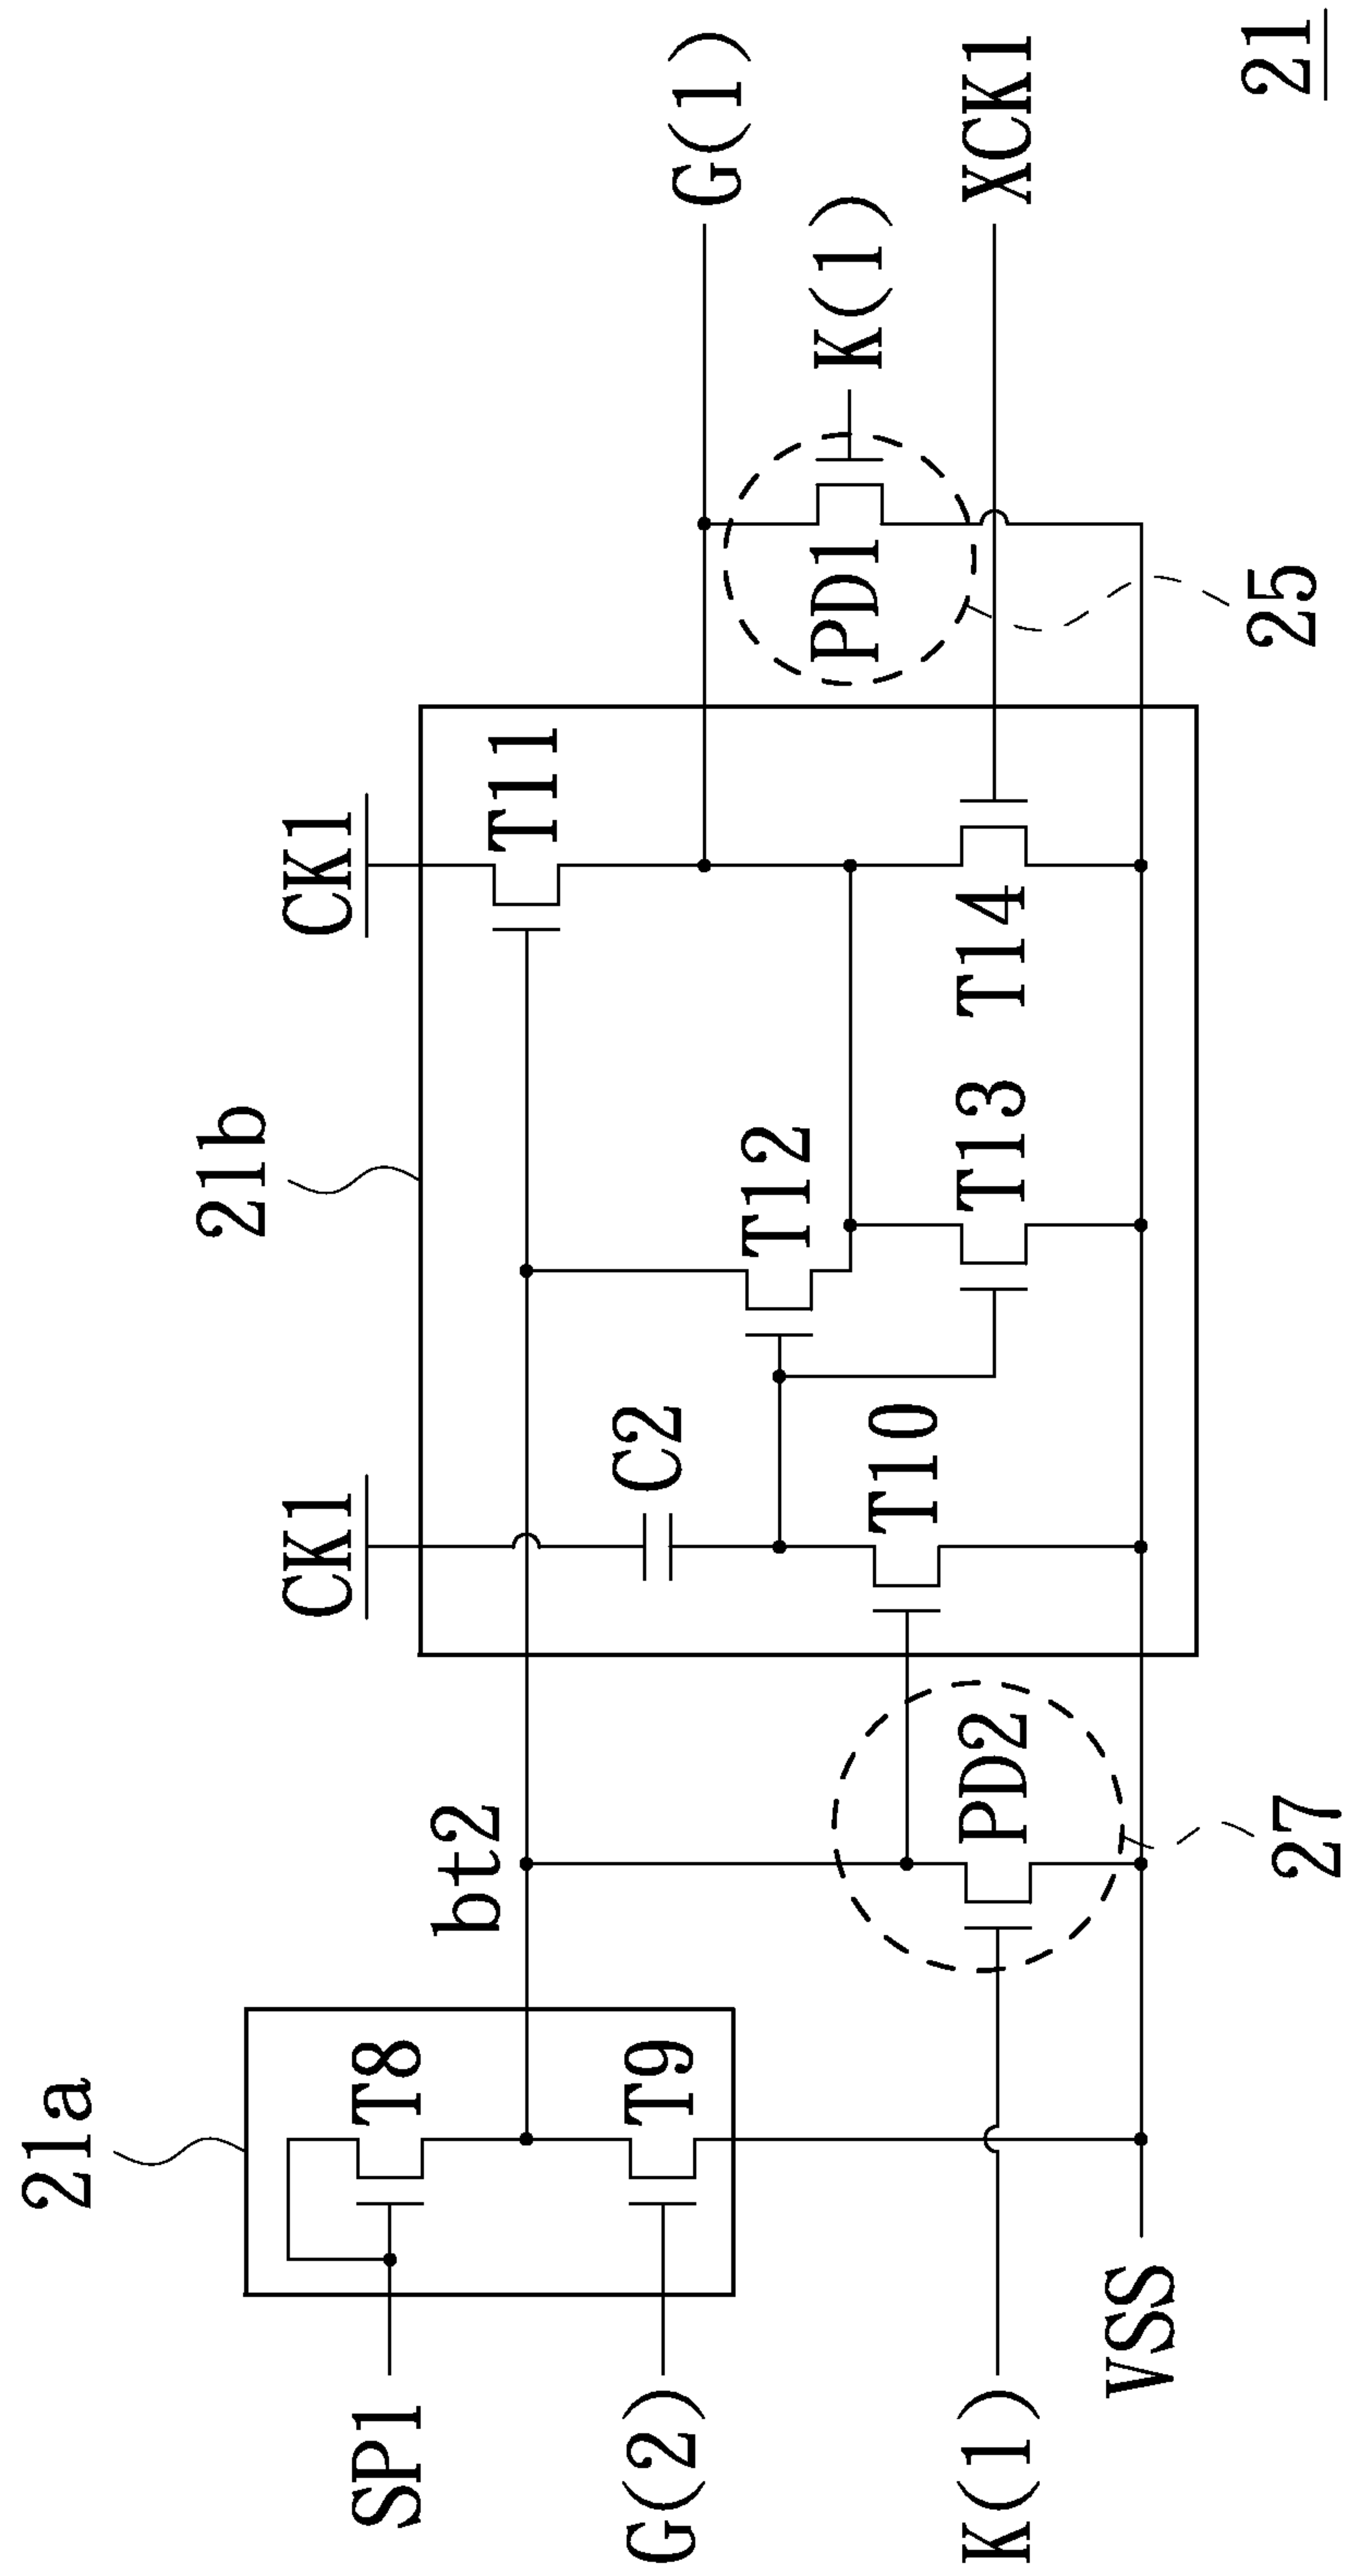 21a
21b
CK1
CK1
SP1
T8
bt2
T11
C2
T12
G(1)
G(2)
T9
T10
PD1
K(1)
K(1)
PD2
T13
T14
XCK1
VSS
27
25
21